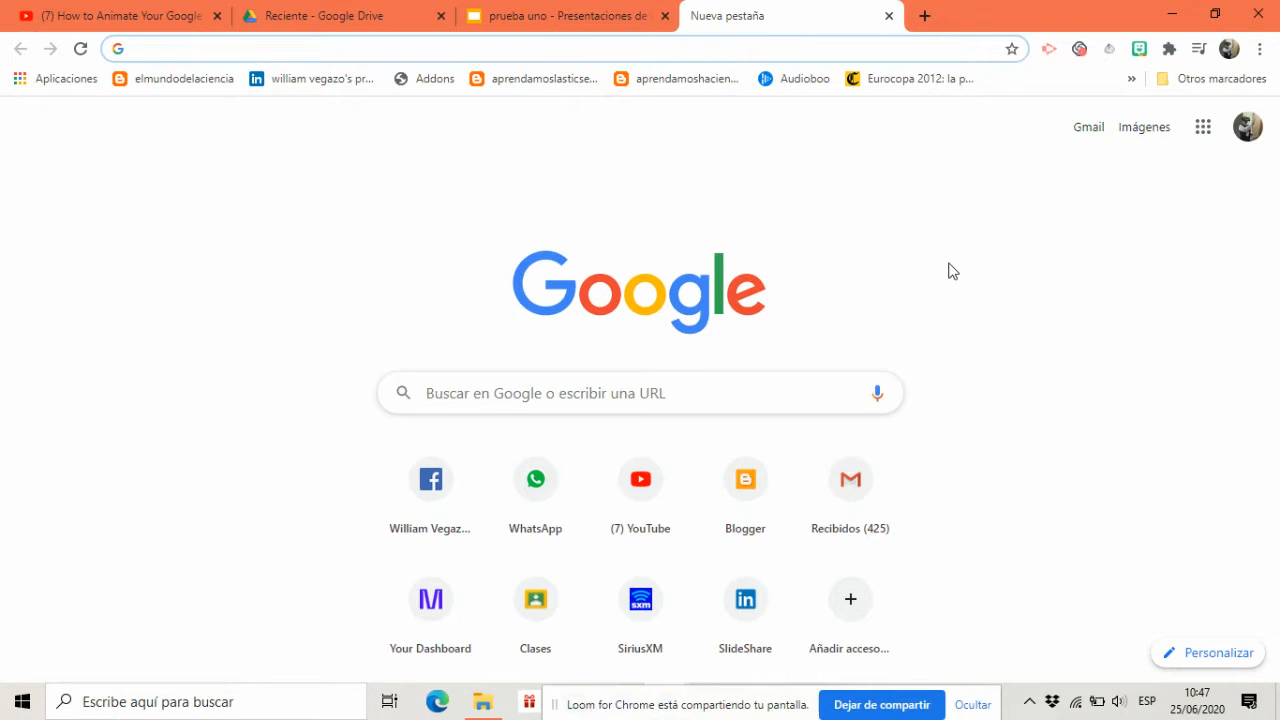 (7) How to Animate Your Google
Reciente - Google Drive
prueba uno - Presentaciones de
Nueva pestaña
Aplicaciones
elmundodelaciencia
william vegazo's pr...
Addons
aprendamoslasticse...
aprendamoshacien...
Audioboo
Eurocopa 2012: la p...
»
Otros marcadores
Gmail
Imágenes
Google
Buscar en Google o escribir una URL
William Vegaz...
WhatsApp
(7) YouTube
Blogger
Recibidos (425)
sxm
in
Your Dashboard
Clases
SiriusXM
SlideShare
Añadir acceso...
Personalizar
Escribe aquí para buscar
Loom for Chrome está compartiendo tu pantalla.
Dejar de compartir
Ocultar
ESP
10:47
25/06/2020